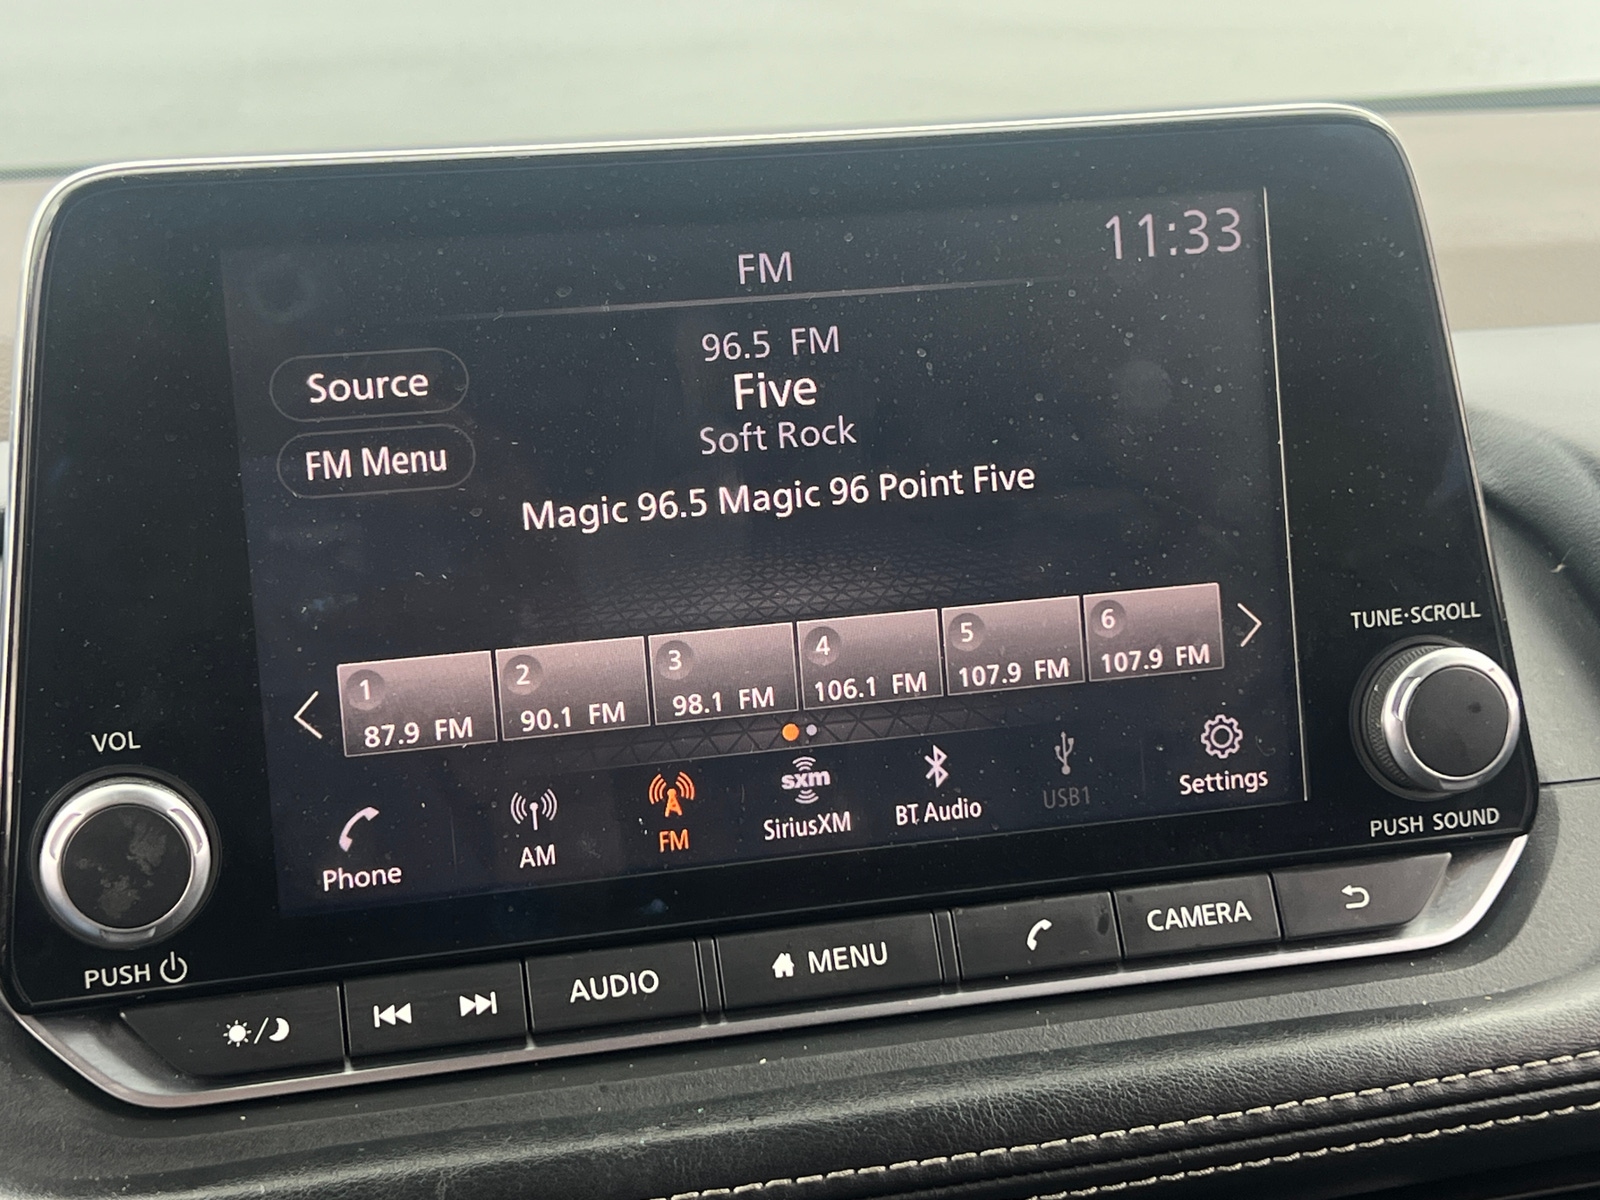 11:33
FM
96.5 FM
Source
Five
Soft Rock
FM Menu
Magic 96.5 Magic 96 Point Five
1
87.9 FM
2
90.1 FM
3
98.1 FM
4
106.1 FM
5
107.9 FM
6
107.9 FM
TUNE·SCROLL
VOL
Phone
AM
FM
sxm
SiriusXM
BT Audio
USB1
Settings
PUSH SOUND
PUSH
AUDIO
MENU
CAMERA